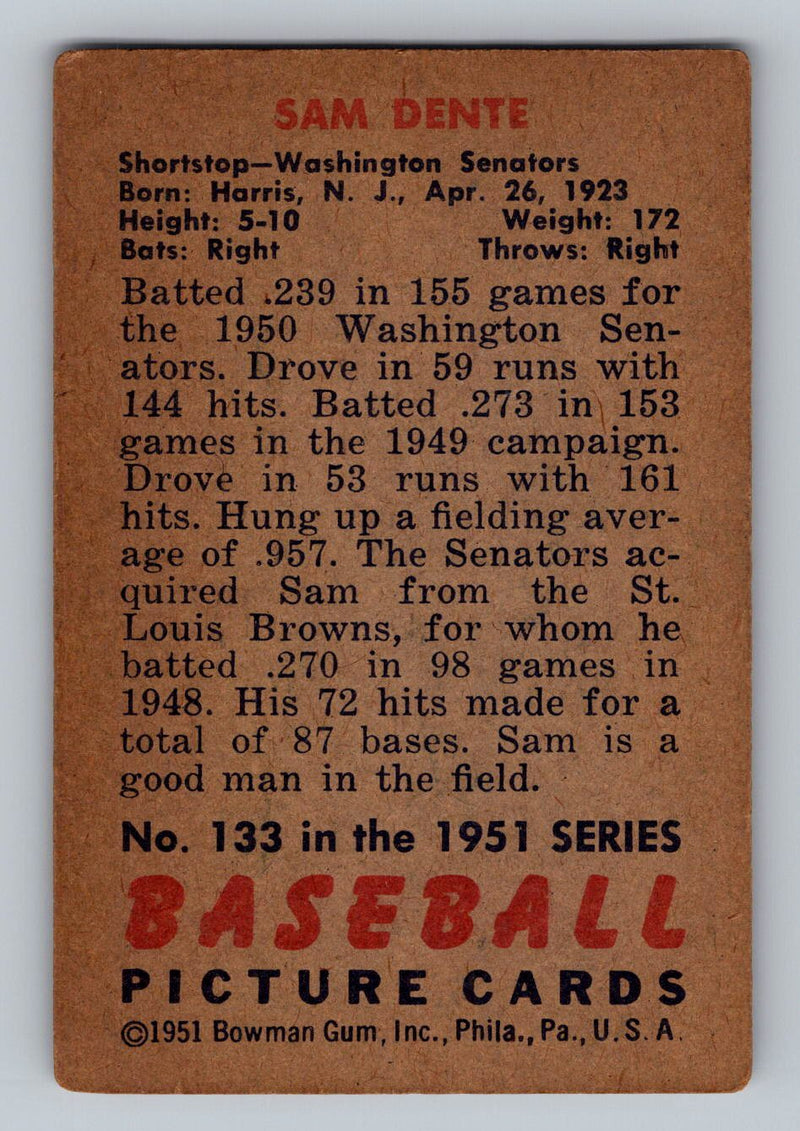 SAM DENTE
Shortstop—Washington Senators
Born: Harris, N. J., Apr. 26, 1923
Height: 5-10 Weight: 172
Bats: Right Throws: Right
Batted .239 in 155 games for
the 1950 Washington Sen-
ators. Drove in 59 runs with
144 hits. Batted .273 in 153
games in the 1949 campaign.
Drove in 53 runs with 161
hits. Hung up a fielding aver-
age of .957. The Senators ac-
quired Sam from the St.
Louis Browns, for whom he
batted .270 in 98 games in
1948. His 72 hits made for a
total of 87 bases. Sam is a
good man in the field.
No. 133 in the 1951 SERIES
BASEBALL
PICTURE CARDS
©1951 Bowman Gum, Inc., Phila., Pa., U.S.A.